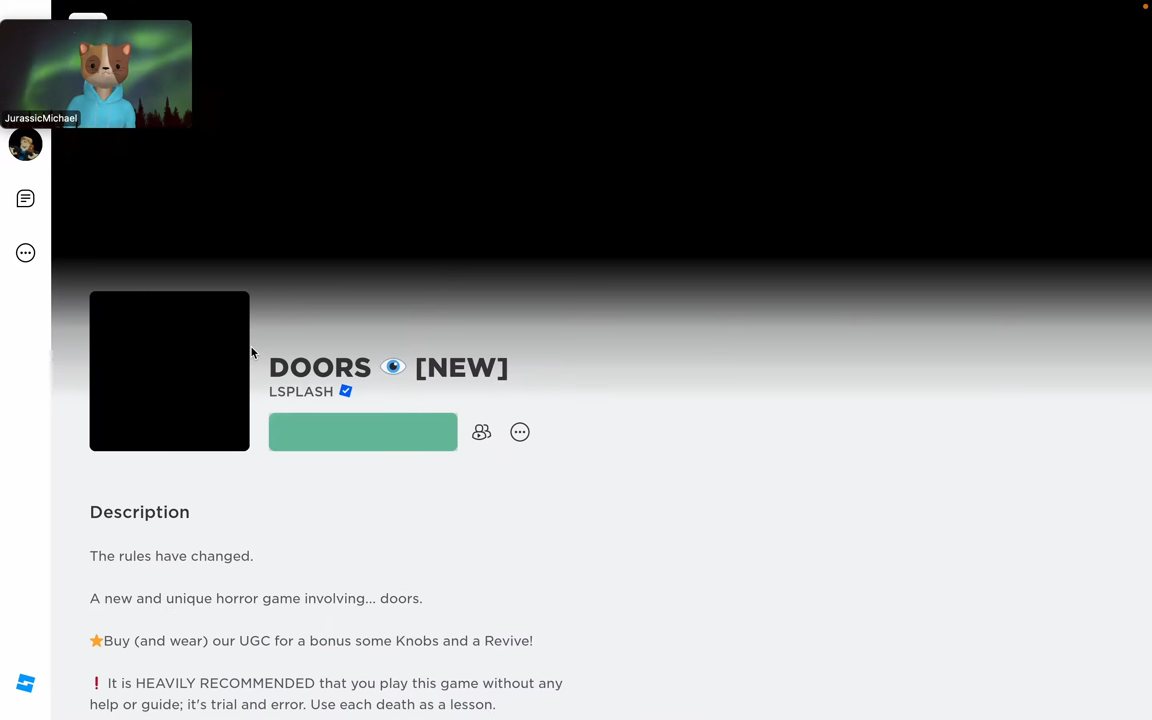 JurassicMichael
DOORS 👁 [NEW]
LSPLASH
Description
The rules have changed.
A new and unique horror game involving... doors.
⭐Buy (and wear) our UGC for a bonus some Knobs and a Revive!
❗ It is HEAVILY RECOMMENDED that you play this game without any
help or guide; it's trial and error. Use each death as a lesson.